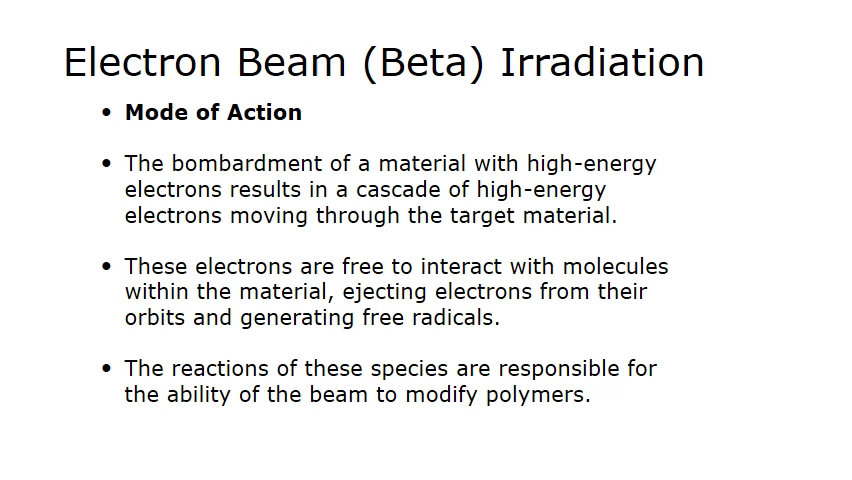 Electron Beam (Beta) Irradiation
• Mode of Action
• The bombardment of a material with high-energy
electrons results in a cascade of high-energy
electrons moving through the target material.
• These electrons are free to interact with molecules
within the material, ejecting electrons from their
orbits and generating free radicals.
• The reactions of these species are responsible for
the ability of the beam to modify polymers.